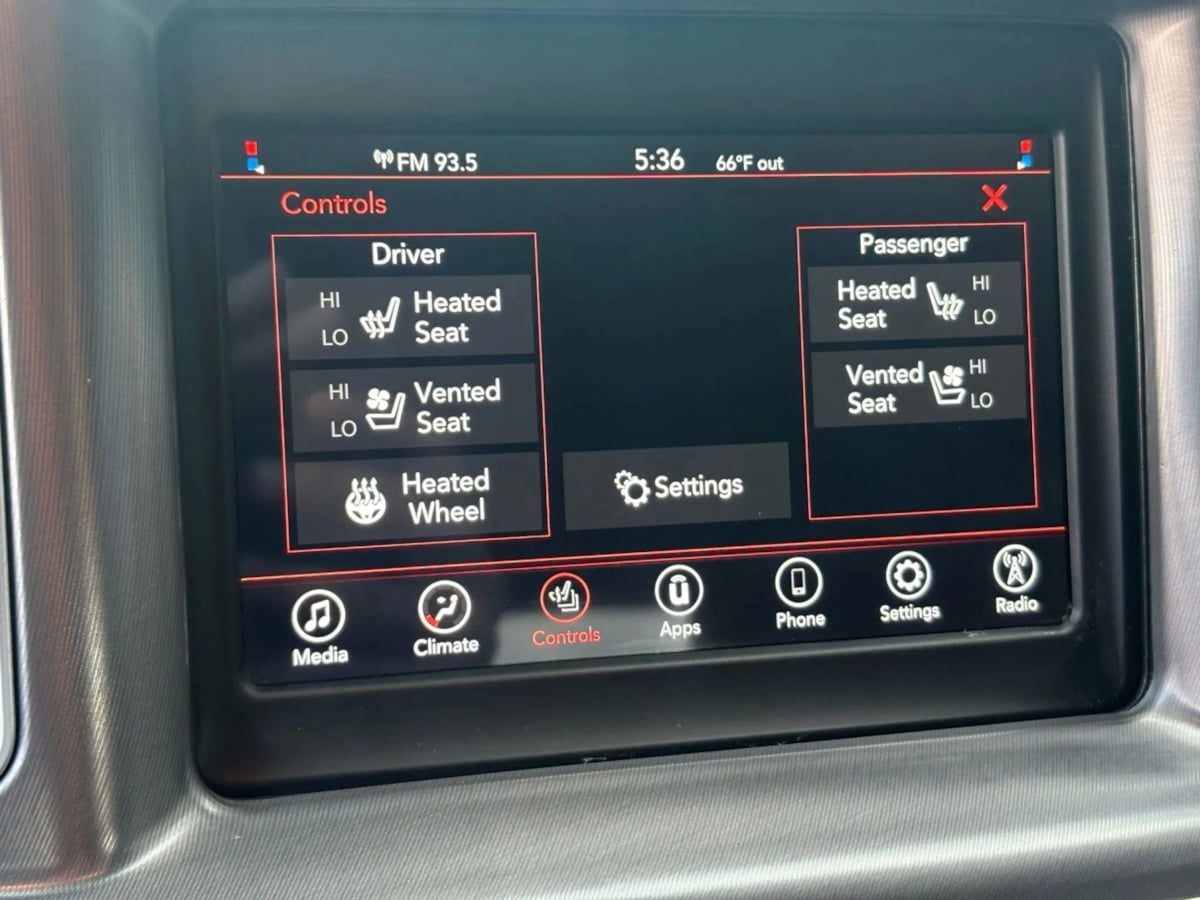 FM 93.5 5:36 66°F out
Controls
Driver
HI
LO
Heated
Seat
HI
LO
Vented
Seat
Heated
Wheel
Settings
Passenger
Heated
Seat
HI
LO
Vented
Seat
HI
LO
Media Climate Controls Apps Phone Settings Radio